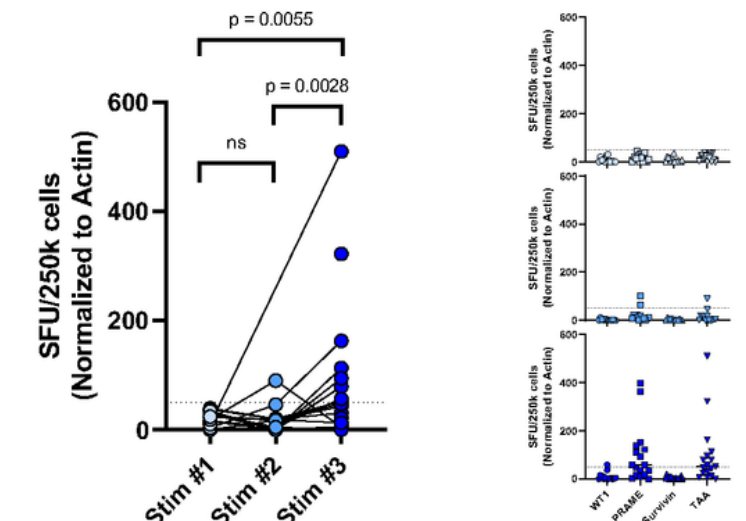 p = 0.0055
p = 0.0028
ns
SFU/250k cells
(Normalized to Actin)
600
400
200
0
Stim #1
Stim #2
Stim #3
SFU/250k cells
(Normalized to Actin)
600
400
200
0
SFU/250k cells
(Normalized to Actin)
600
400
200
0
SFU/250k cells
(Normalized to Actin)
600
400
200
0
WT1
PRAME
Survivin
TAA